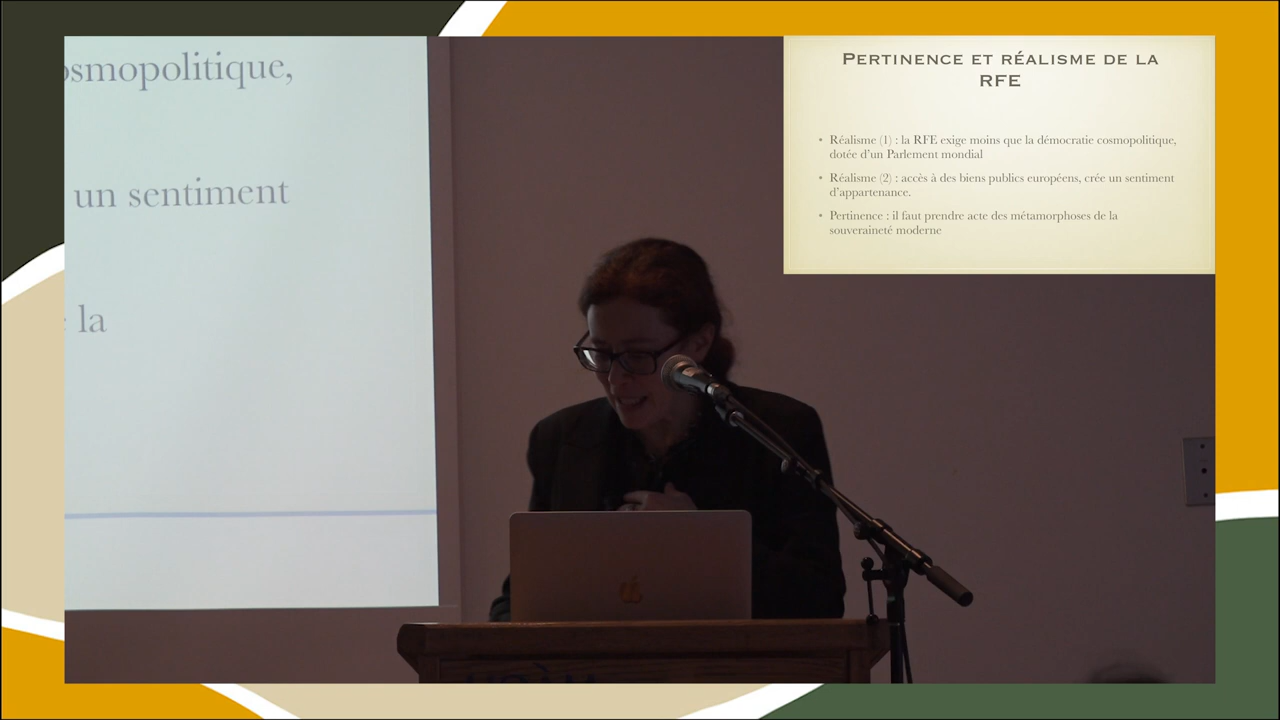 osmopolitique,
un sentiment
la
PERTINENCE ET RÉALISME DE LA
RFE
• Réalisme (1) : la RFE exige moins que la démocratie cosmopolitique,
dotée d'un Parlement mondial
• Réalisme (2) : accès à des biens publics européens, crée un sentiment
d'appartenance.
• Pertinence : il faut prendre acte des métamorphoses de la
souveraineté moderne